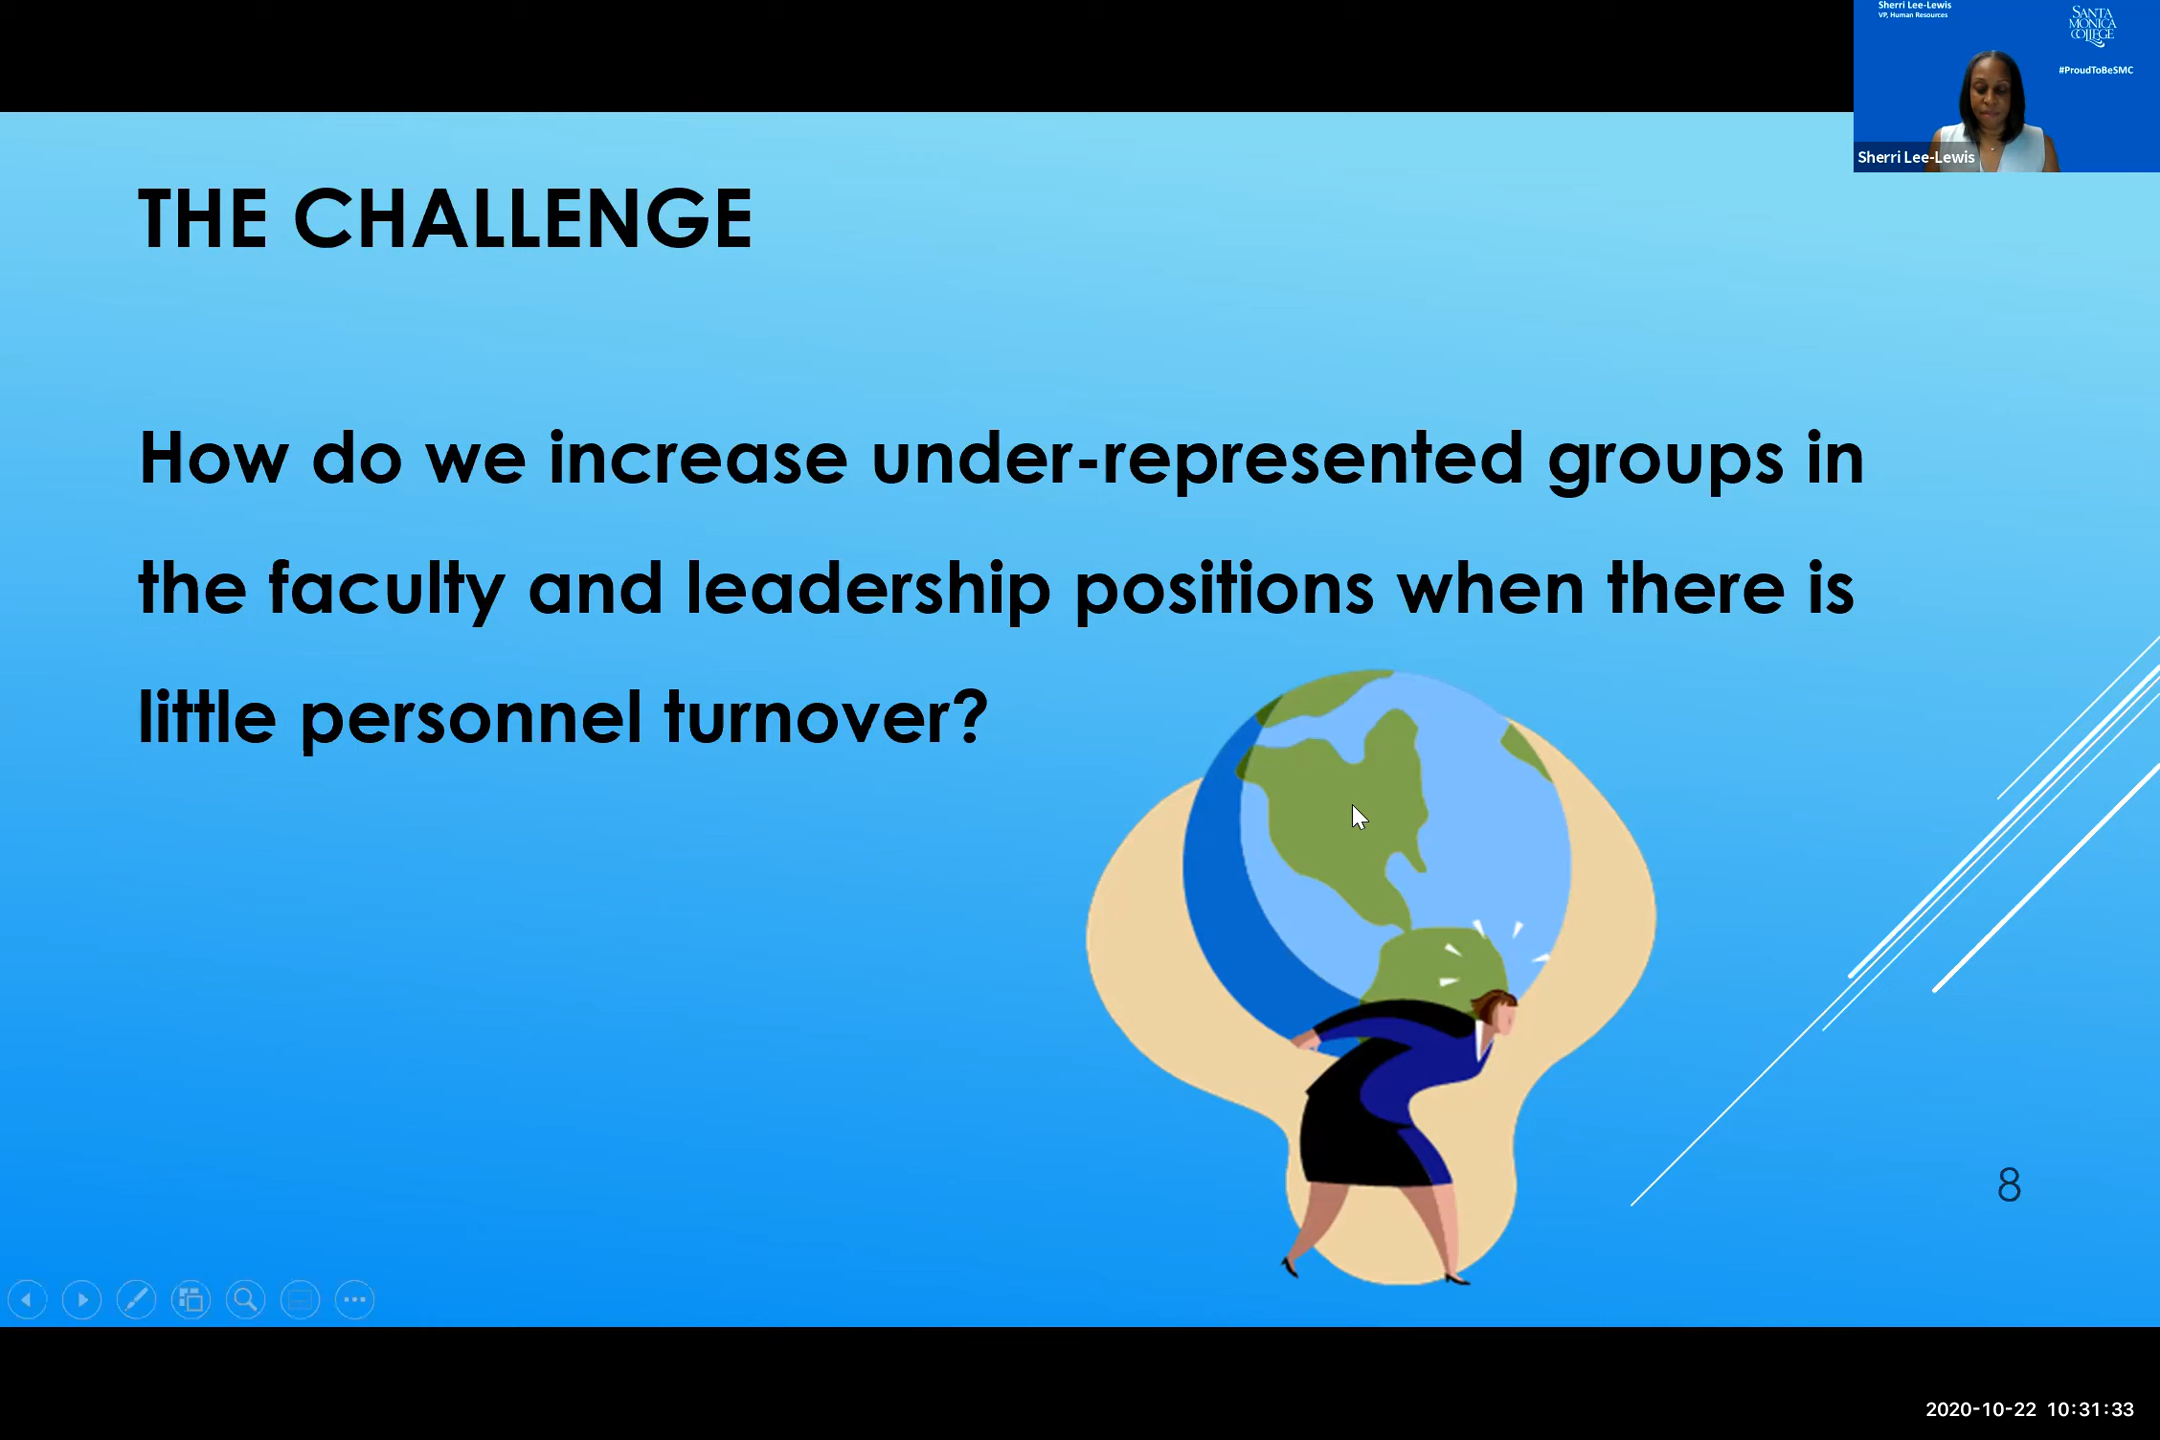 Sherri Lee-Lewis
VP, Human Resources
SANTA
MONICA
COLLEGE
#ProudToBeSMC
Sherri Lee-Lewis
THE CHALLENGE
How do we increase under-represented groups in
the faculty and leadership positions when there is
little personnel turnover?
8
2020-10-22 10:31:33